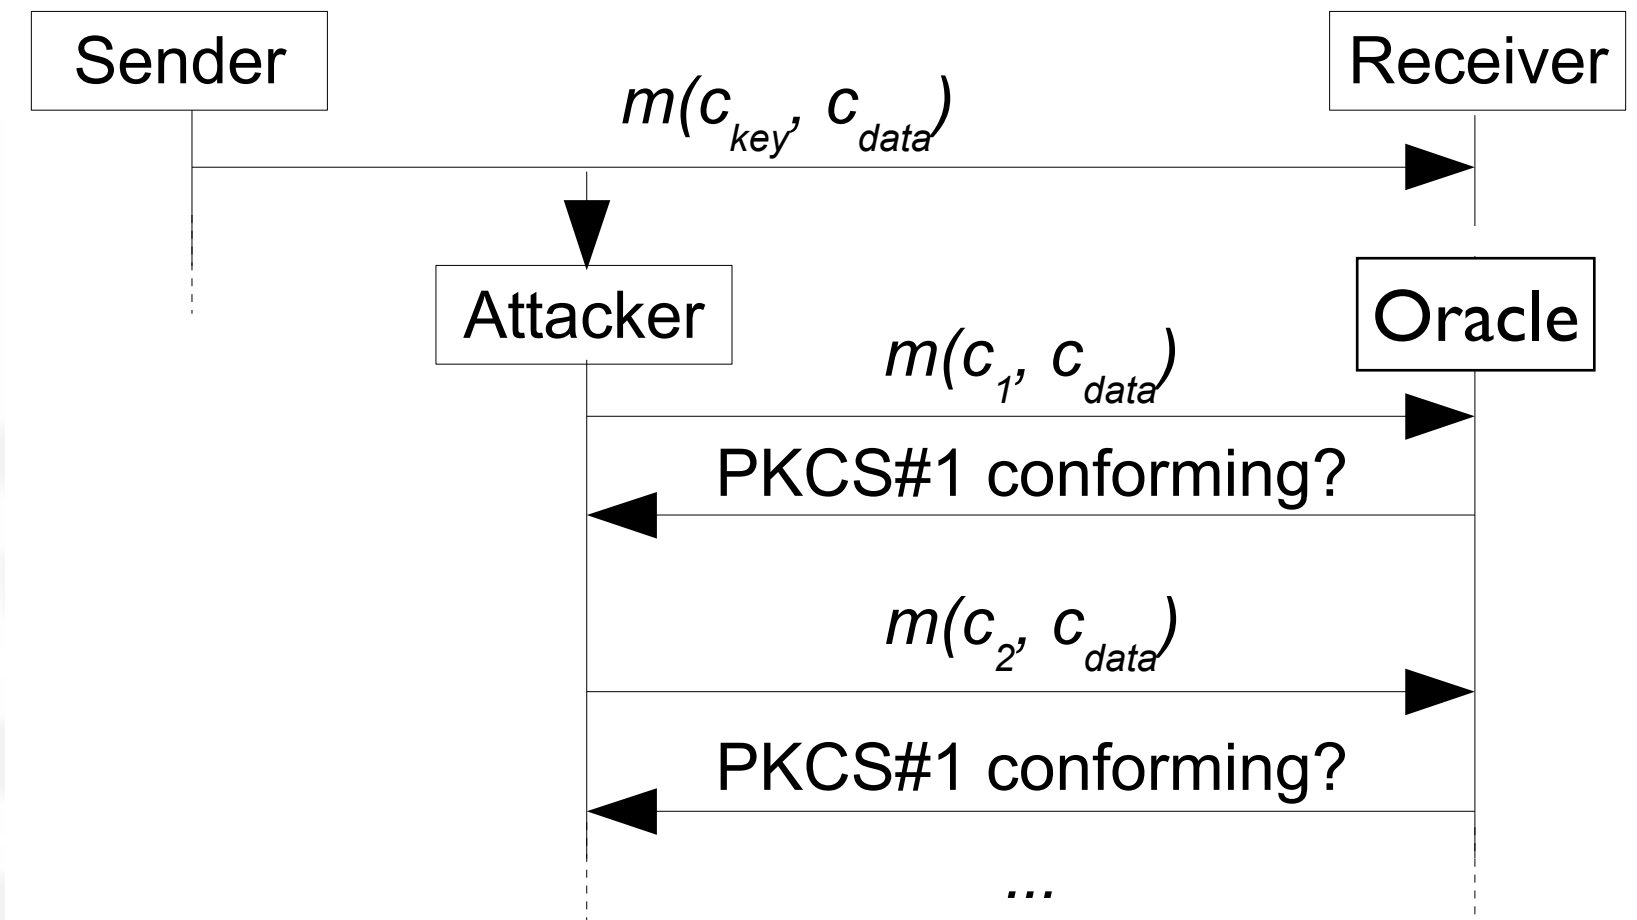 Sender
Receiver
m(c_key, c_data)
Attacker
Oracle
m(c_1, c_data)
PKCS#1 conforming?
m(c_2, c_data)
PKCS#1 conforming?
...